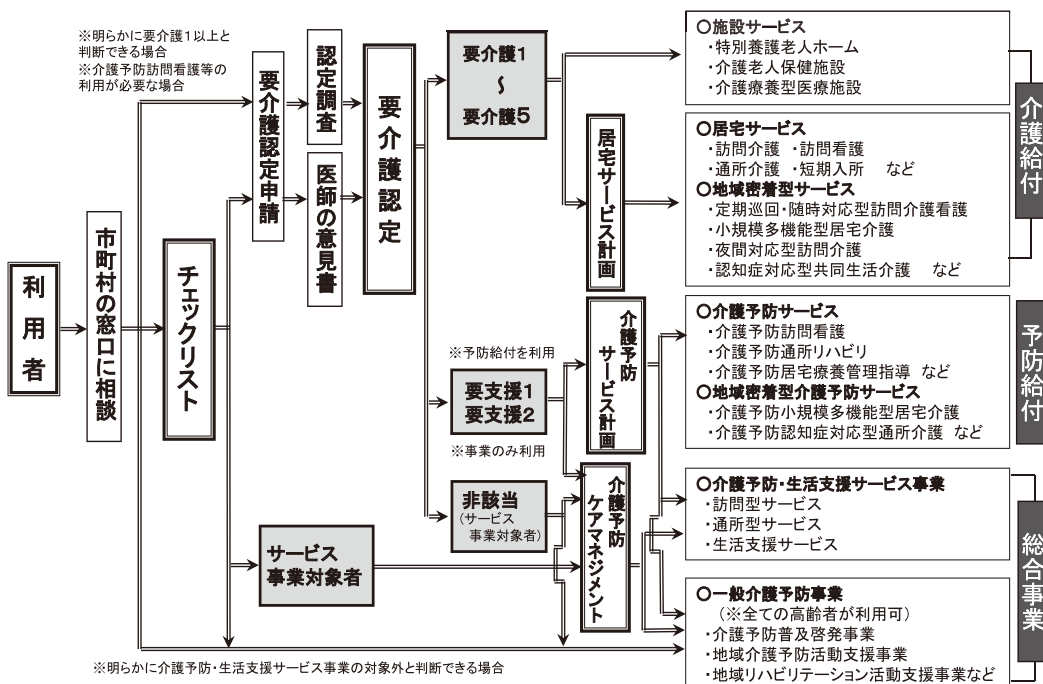 ※明らかに要介護1以上と
判断できる場合
※介護予防訪問看護等の
利用が必要な場合
利用者
市町村の窓口に相談
チェックリスト
要介護認定申請
認定調査
医師の意見書
要介護認定
要介護1
〜
要介護5
※予防給付を利用
要支援1
要支援2
※事業のみ利用
非該当
(サービス
事業対象者)
サービス
事業対象者
居宅サービス計画
介護予防
サービス計画
介護予防
ケアマネジメント
○施設サービス
・特別養護老人ホーム
・介護老人保健施設
・介護療養型医療施設
○居宅サービス
・訪問介護 ・訪問看護
・通所介護 ・短期入所 など
○地域密着型サービス
・定期巡回・随時対応型訪問介護看護
・小規模多機能型居宅介護
・夜間対応型訪問介護
・認知症対応型共同生活介護 など
介護給付
○介護予防サービス
・介護予防訪問看護
・介護予防通所リハビリ
・介護予防居宅療養管理指導 など
○地域密着型介護予防サービス
・介護予防小規模多機能型居宅介護
・介護予防認知症対応型通所介護 など
予防給付
○介護予防・生活支援サービス事業
・訪問型サービス
・通所型サービス
・生活支援サービス
○一般介護予防事業
(※全ての高齢者が利用可)
・介護予防普及啓発事業
・地域介護予防活動支援事業
・地域リハビリテーション活動支援事業など
総合事業
※明らかに介護予防・生活支援サービス事業の対象外と判断できる場合